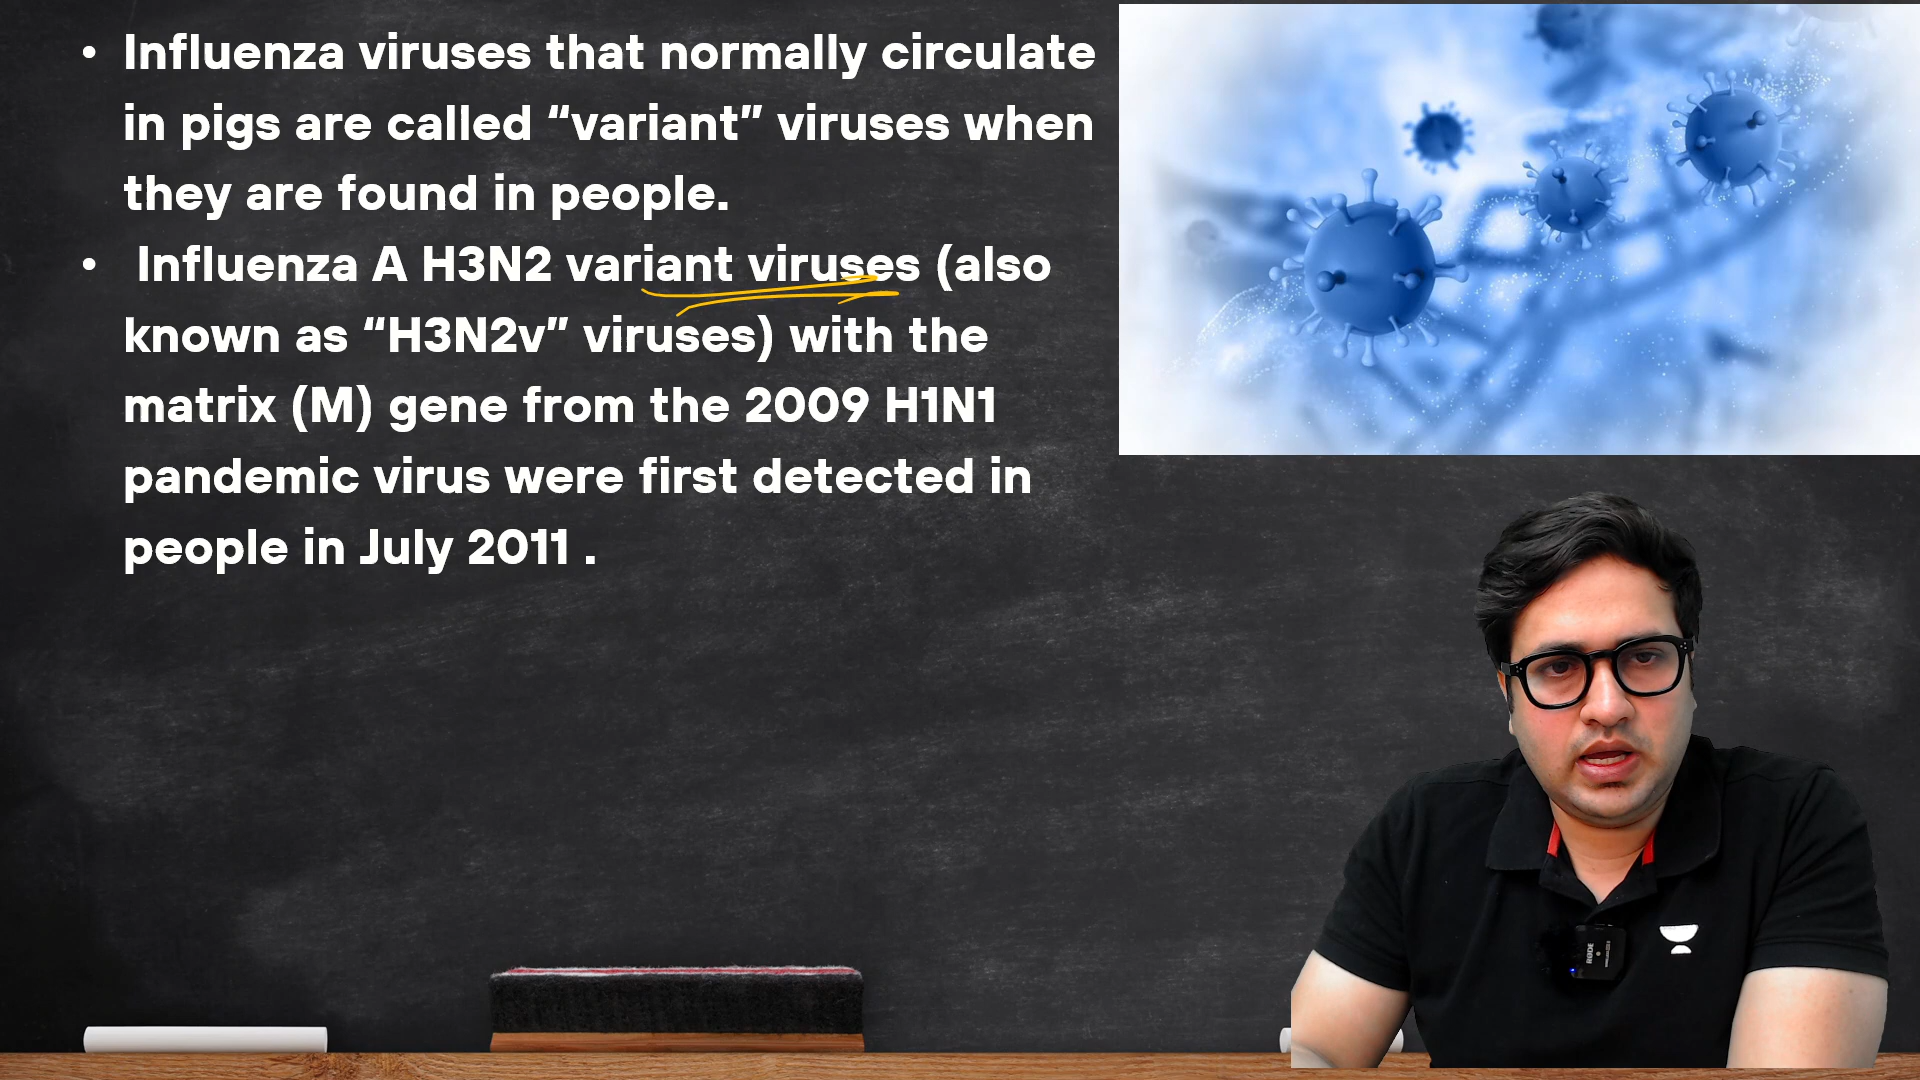 • Influenza viruses that normally circulate
in pigs are called “variant” viruses when
they are found in people.
• Influenza A H3N2 variant viruses (also
known as “H3N2v” viruses) with the
matrix (M) gene from the 2009 H1N1
pandemic virus were first detected in
people in July 2011 .
RØDE